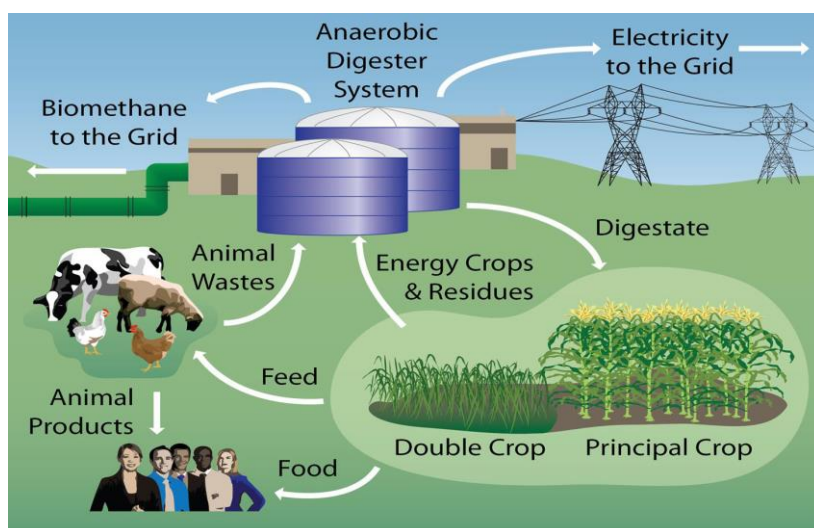 Anaerobic
Digester
System
Electricity
to the Grid
Biomethane
to the Grid
Digestate
Animal
Wastes
Energy Crops
& Residues
Feed
Animal
Products
Double Crop
Principal Crop
Food